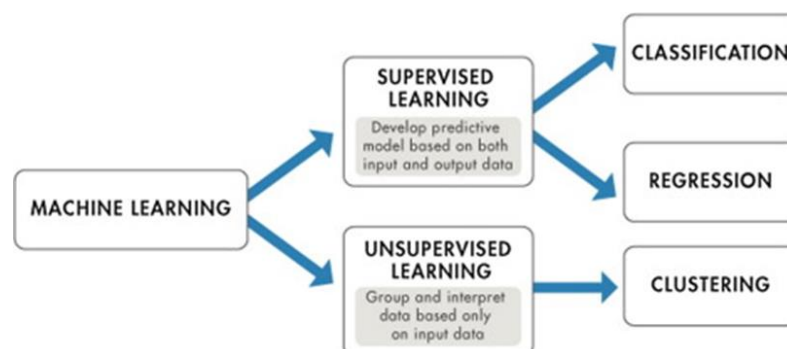 MACHINE LEARNING
SUPERVISED
LEARNING
Develop predictive
model based on both
input and output data
UNSUPERVISED
LEARNING
Group and interpret
data based only
on input data
CLASSIFICATION
REGRESSION
CLUSTERING